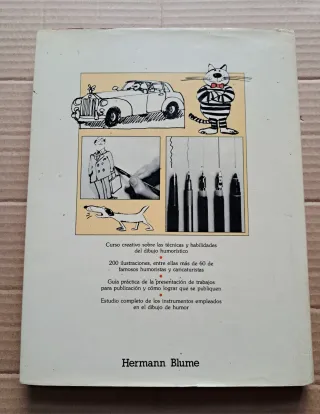 Curso creativo sobre las técnicas y habilidades
del dibujo humorístico
200 ilustraciones, entre ellas más de 60 de
famosos humoristas y caricaturistas
Guía práctica de la presentación de trabajos
para publicación y cómo lograr que se publiquen
Estudio completo de los instrumentos empleados
en el dibujo de humor
Hermann Blume